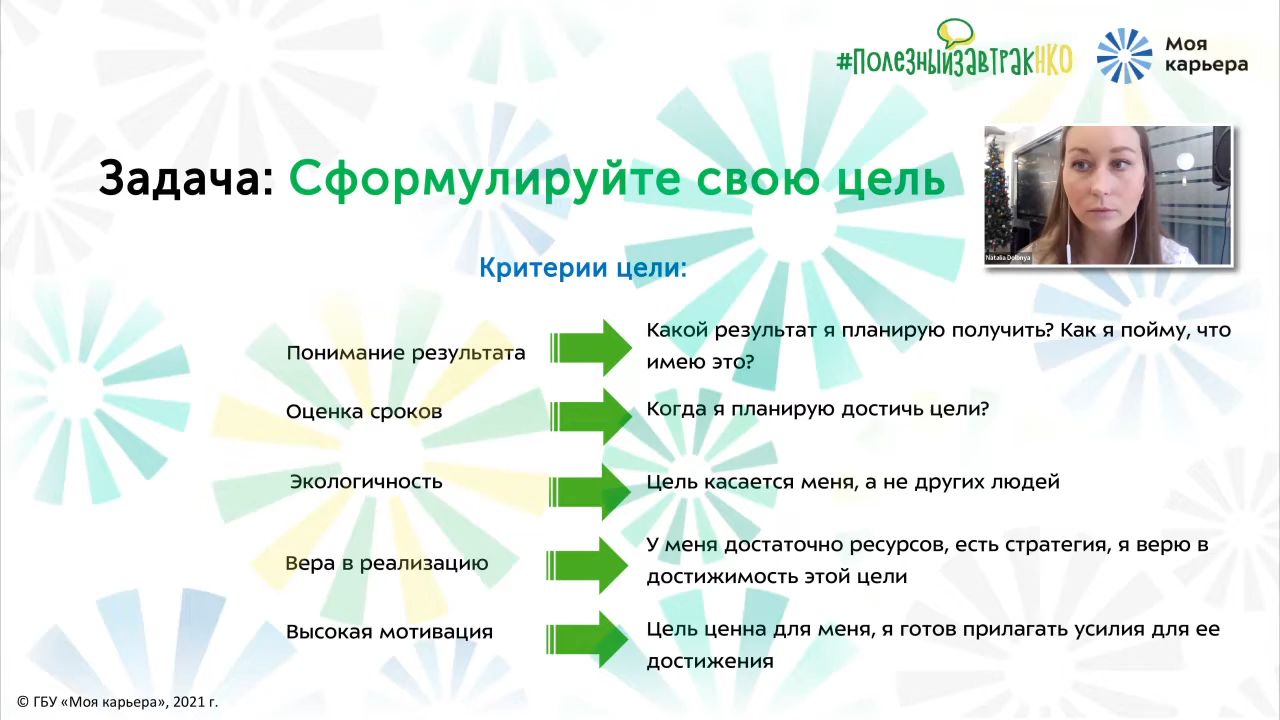 #ПОЛЕЗНЫЙЗАВТРАКНКО
Моя
карьера
Задача: Сформулируйте свою цель
Natalia Dolbnya
Критерии цели:
Понимание результата
Какой результат я планирую получить? Как я пойму, что
имею это?
Оценка сроков
Когда я планирую достичь цели?
Экологичность
Цель касается меня, а не других людей
Вера в реализацию
У меня достаточно ресурсов, есть стратегия, я верю в
достижимость этой цели
Высокая мотивация
Цель ценна для меня, я готов прилагать усилия для ее
достижения
© ГБУ «Моя карьера», 2021 г.